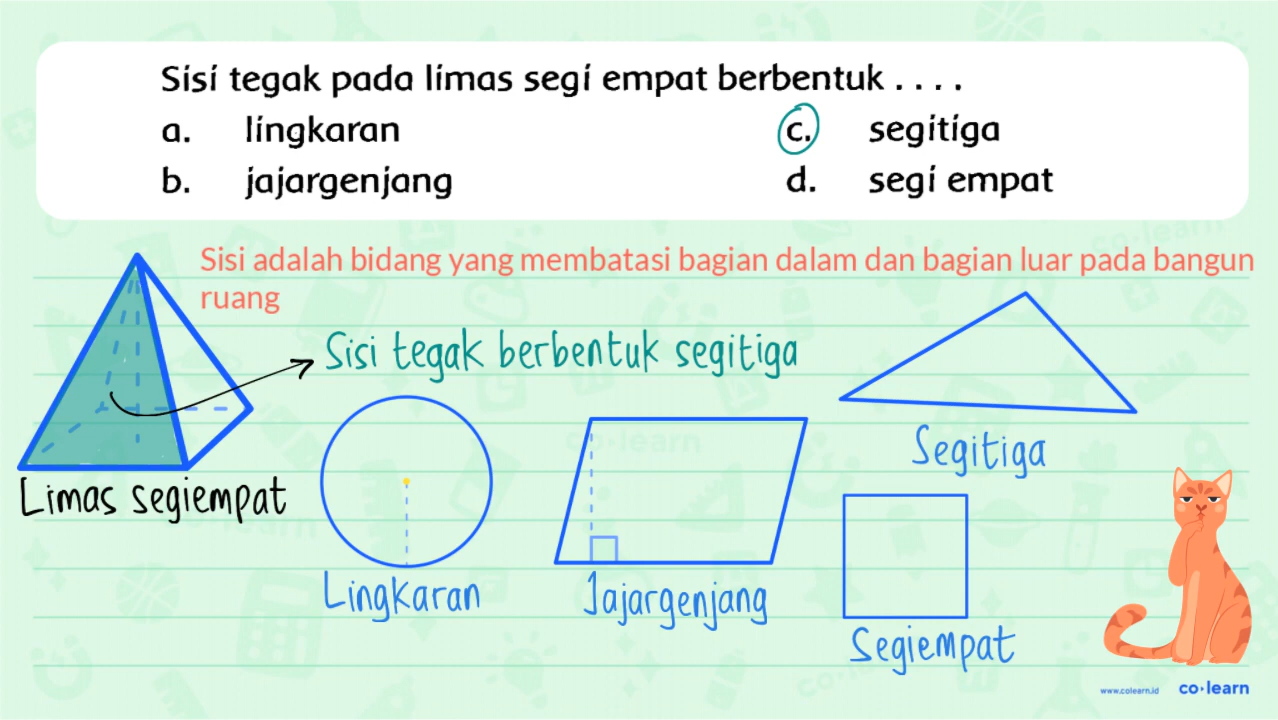 Sisi tegak pada limas segi empat berbentuk . . . .
a. lingkaran
c. segitiga
b. jajargenjang
d. segi empat
Sisi adalah bidang yang membatasi bagian dalam dan bagian luar pada bangun
ruang
Sisi tegak berbentuk segitiga
Segitiga
Limas segiempat
Lingkaran
Jajargenjang
Segiempat
www.colearn.id
co·learn